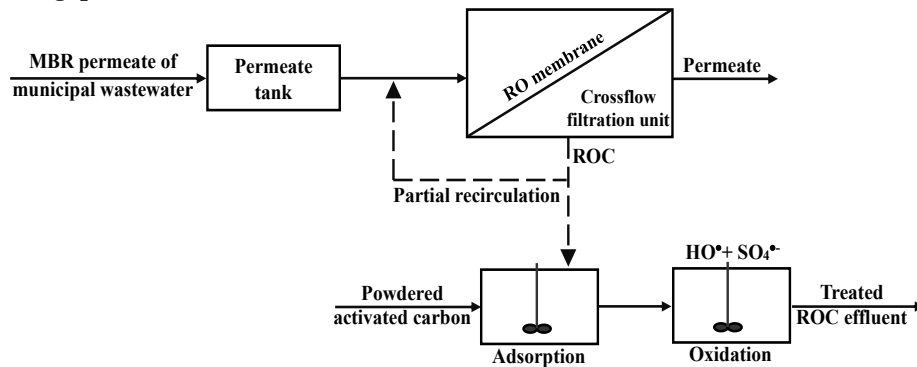 MBR permeate of
municipal wastewater
Permeate
tank
RO membrane
Crossflow
filtration unit
Permeate
ROC
Partial recirculation
HO•+ SO₄•-
Powdered
activated carbon
Treated
ROC effluent
Adsorption
Oxidation